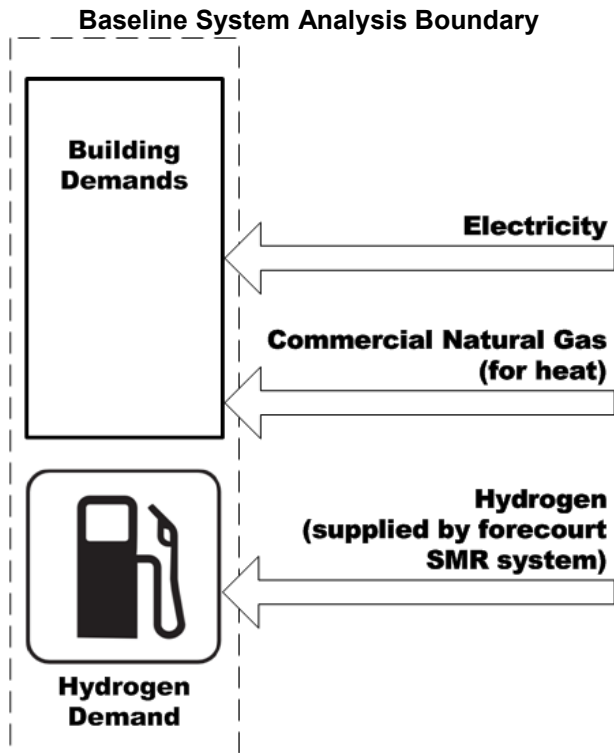 Baseline System Analysis Boundary
Building
Demands
Electricity
Commercial Natural Gas
(for heat)
Hydrogen
(supplied by forecourt
SMR system)
Hydrogen
Demand